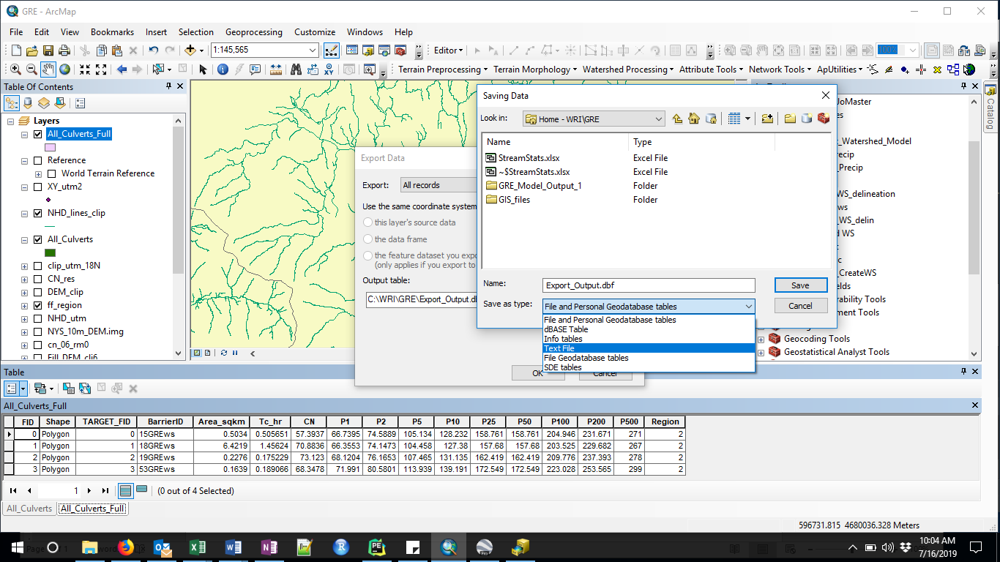 GRE - ArcMap
File Edit View Bookmarks Insert Selection Geoprocessing Customize Windows Help
1:145,565
Editor
100%
Terrain Preprocessing Terrain Morphology Watershed Processing Attribute Tools Network Tools ApUtilities
Table Of Contents
Layers
All_Culverts_Full
Reference
World Terrain Reference
XY_utm2
NHD_lines_clip
All_Culverts
clip_utm_18N
CN_res
DEM_clip
ff_region
NHD_utm
NYS_10m_DEM.img
cn_06_rm0
Fill_DEM_cli6
Export Data
Export: All records
Use the same coordinate system
this layer's source data
the data frame
the feature dataset you expo
(only applies if you export to
Output table:
C:\WRI\GRE\Export_Output.db
OK Cancel
Saving Data
Look in: Home - WRI\GRE
Name Type
StreamStats.xlsx Excel File
~$StreamStats.xlsx Excel File
GRE_Model_Output_1 Folder
GIS_files Folder
Name: Export_Output.dbf Save
Save as type: File and Personal Geodatabase tables Cancel
File and Personal Geodatabase tables
dBASE Table
Info tables
Text File
File Geodatabase tables
SDE tables
JoMaster
es
t_Watershed_Model
recip
_Precip
WS_delineation
ws
_WS_delin
d WS
t
c
_CreateWS
elds
rability Tools
ment Tools
Geocoding Tools
Geostatistical Analyst Tools
Catalog
Table
All_Culverts_Full
FID Shape TARGET_FID BarrierID Area_sqkm Tc_hr CN P1 P2 P5 P10 P25 P50 P100 P200 P500 Region
0 Polygon 0 15GREws 0.5034 0.505651 57.3937 66.7395 74.5889 105.134 128.232 158.761 158.761 204.946 231.671 271 2
1 Polygon 1 18GREws 6.4219 1.45624 70.8836 66.3553 74.1473 104.458 127.38 157.68 157.68 203.525 229.682 267 2
2 Polygon 2 19GREws 0.2276 0.175229 73.123 68.1204 76.1653 107.465 131.135 162.419 162.419 209.776 237.393 278 2
3 Polygon 3 53GREws 0.1639 0.189066 68.3478 71.991 80.5801 113.939 139.191 172.549 172.549 223.028 253.565 299 2
1 (0 out of 4 Selected)
All_Culverts All_Culverts_Full
596731.815 4680036.328 Meters
10:04 AM
7/16/2019